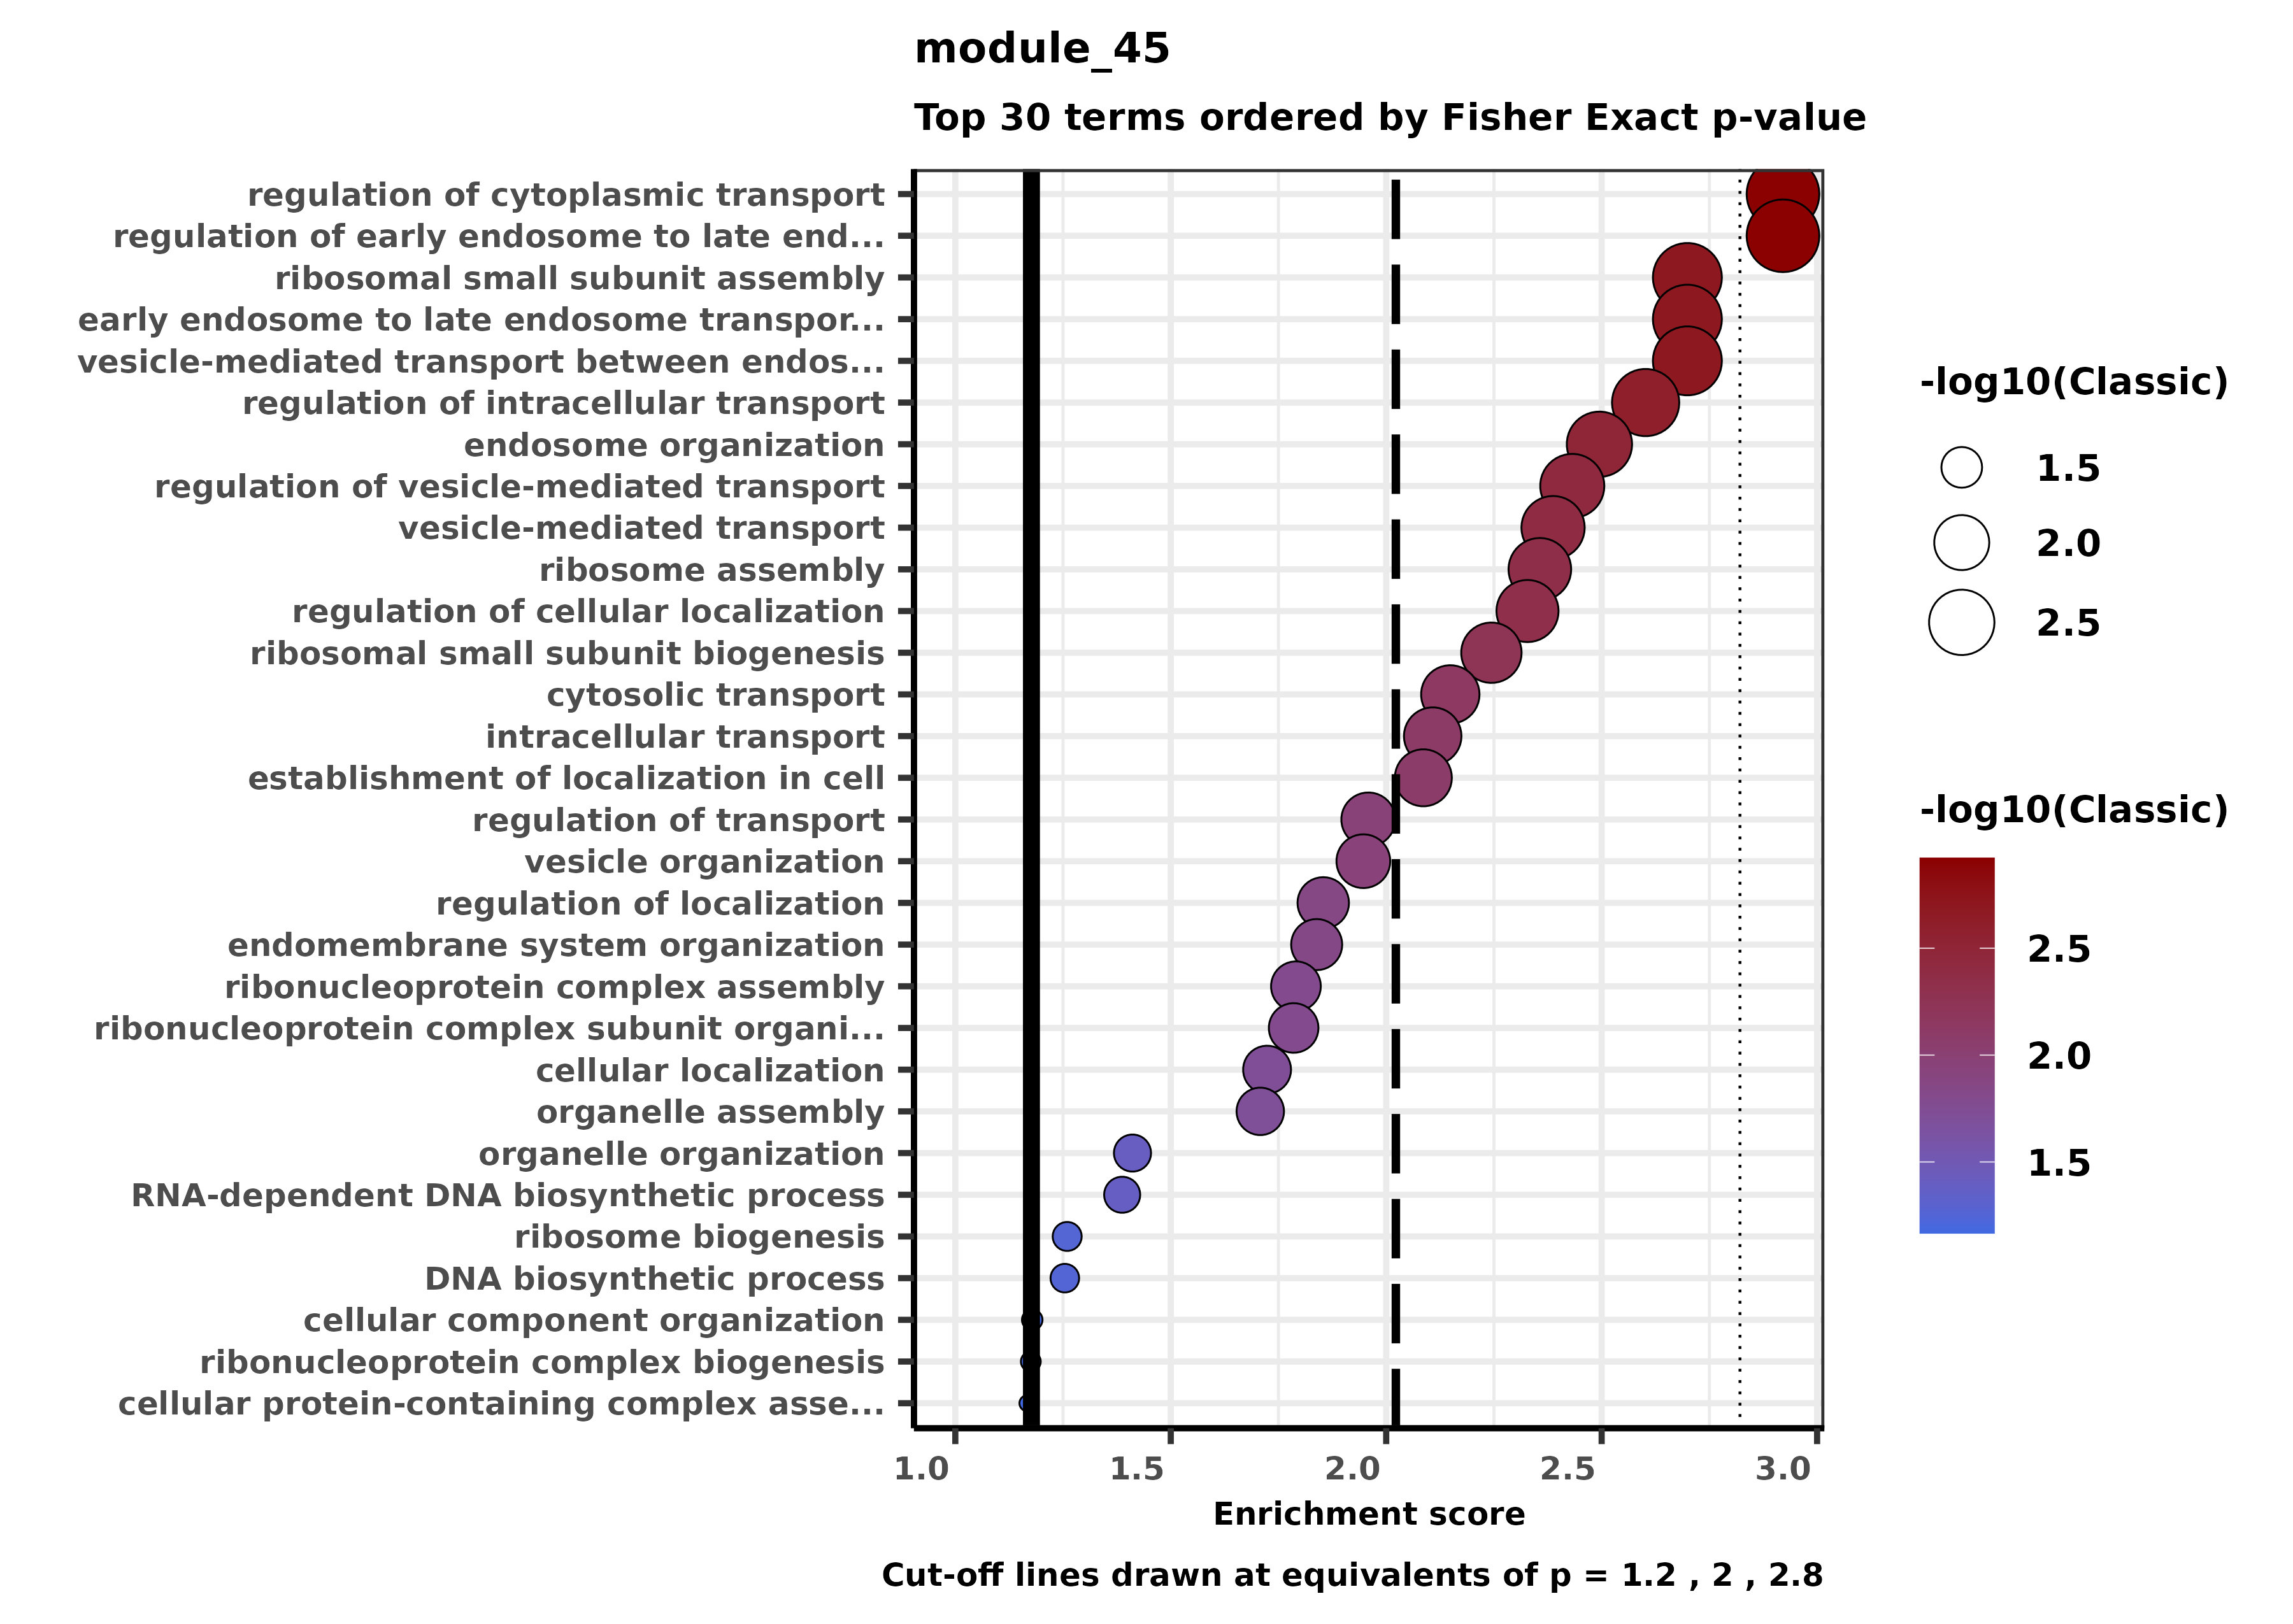 module_45
Top 30 terms ordered by Fisher Exact p-value
regulation of cytoplasmic transport
regulation of early endosome to late end...
ribosomal small subunit assembly
early endosome to late endosome transpor...
vesicle-mediated transport between endos...
regulation of intracellular transport
endosome organization
regulation of vesicle-mediated transport
vesicle-mediated transport
ribosome assembly
regulation of cellular localization
ribosomal small subunit biogenesis
cytosolic transport
intracellular transport
establishment of localization in cell
regulation of transport
vesicle organization
regulation of localization
endomembrane system organization
ribonucleoprotein complex assembly
ribonucleoprotein complex subunit organi...
cellular localization
organelle assembly
organelle organization
RNA-dependent DNA biosynthetic process
ribosome biogenesis
DNA biosynthetic process
cellular component organization
ribonucleoprotein complex biogenesis
cellular protein-containing complex asse...
1.0 1.5 2.0 2.5 3.0
Enrichment score
Cut-off lines drawn at equivalents of p = 1.2 , 2 , 2.8
-log10(Classic)
1.5
2.0
2.5
-log10(Classic)
2.5
2.0
1.5